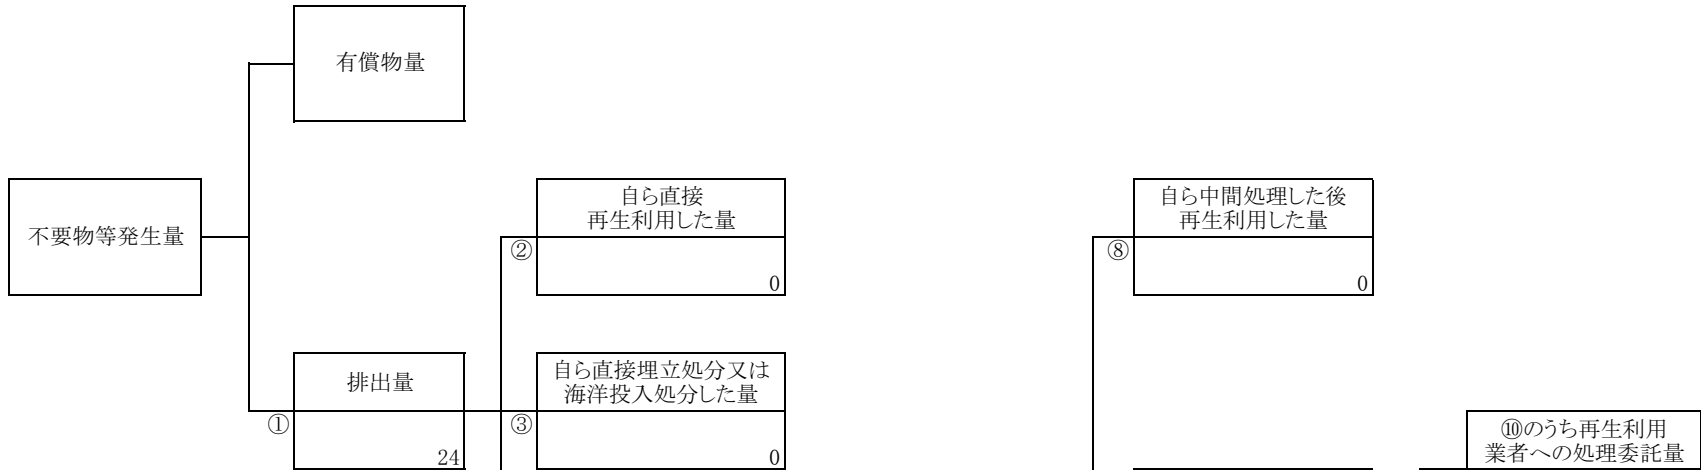 有償物量
不要物等発生量
自ら直接
再生利用した量
②
0
自ら中間処理した後
再生利用した量
⑧
0
排出量
①
24
自ら直接埋立処分又は
海洋投入処分した量
③
0
⑩のうち再生利用
業者への処理委託量